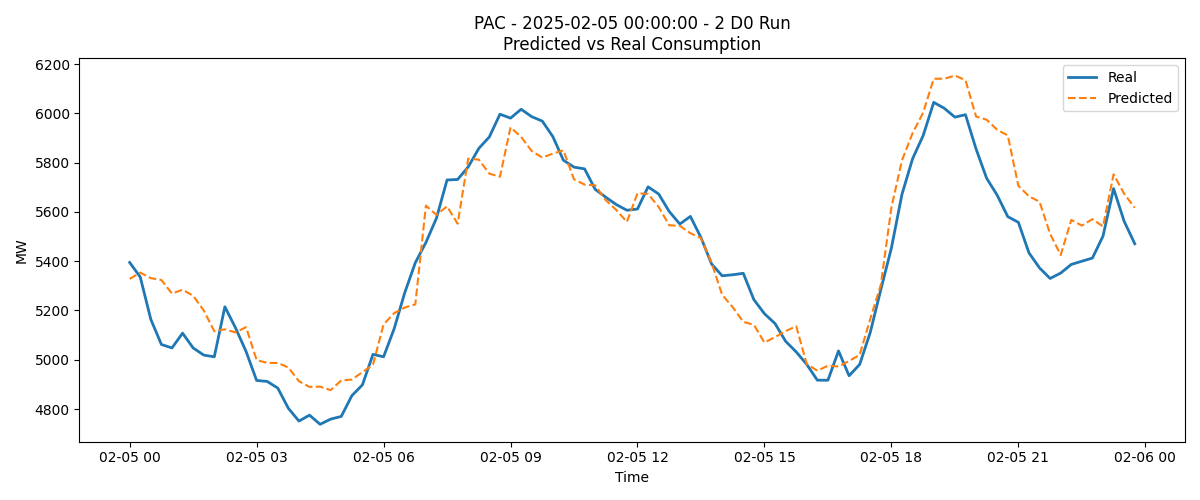 PAC - 2025-02-05 00:00:00 - 2 D0 Run
Predicted vs Real Consumption
Real
Predicted
MW
6200
6000
5800
5600
5400
5200
5000
4800
02-05 00
02-05 03
02-05 06
02-05 09
02-05 12
02-05 15
02-05 18
02-05 21
02-06 00
Time